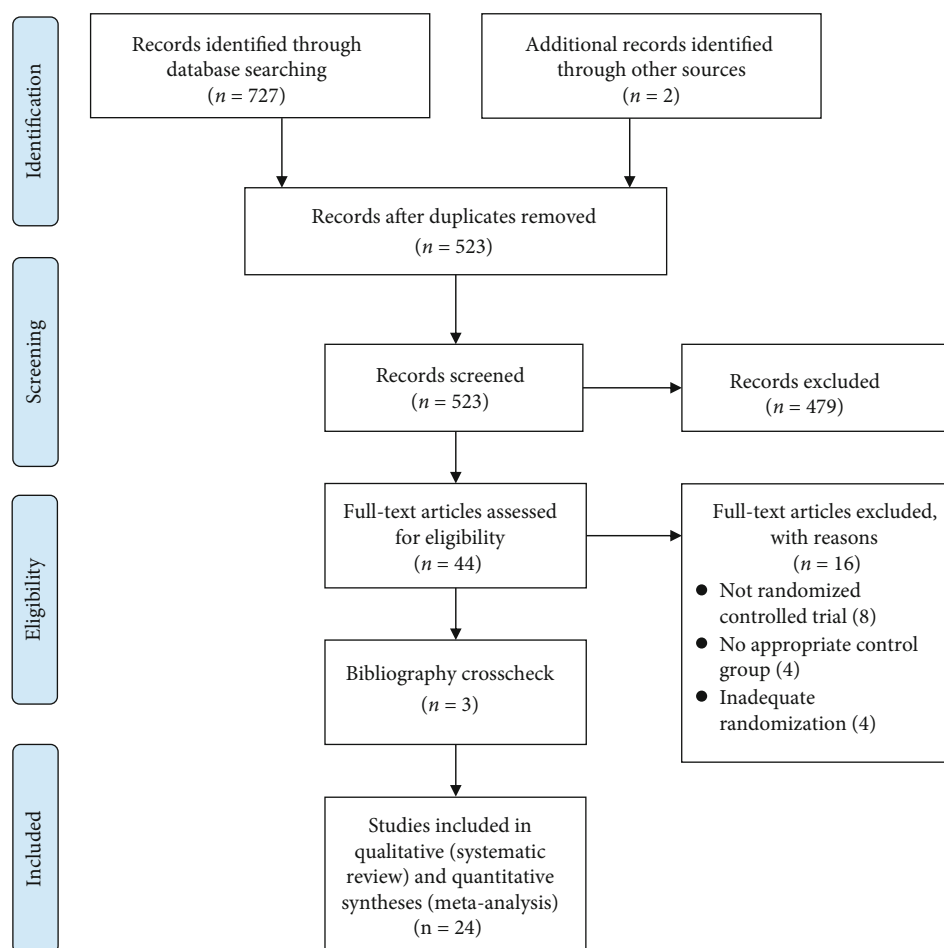 Identification
Records identified through
database searching
(n = 727)
Additional records identified
through other sources
(n = 2)
Records after duplicates removed
(n = 523)
Screening
Records screened
(n = 523)
Records excluded
(n = 479)
Eligibility
Full-text articles assessed
for eligibility
(n = 44)
Full-text articles excluded,
with reasons
(n = 16)
● Not randomized
controlled trial (8)
● No appropriate control
group (4)
● Inadequate
randomization (4)
Bibliography crosscheck
(n = 3)
Included
Studies included in
qualitative (systematic
review) and quantitative
syntheses (meta-analysis)
(n = 24)